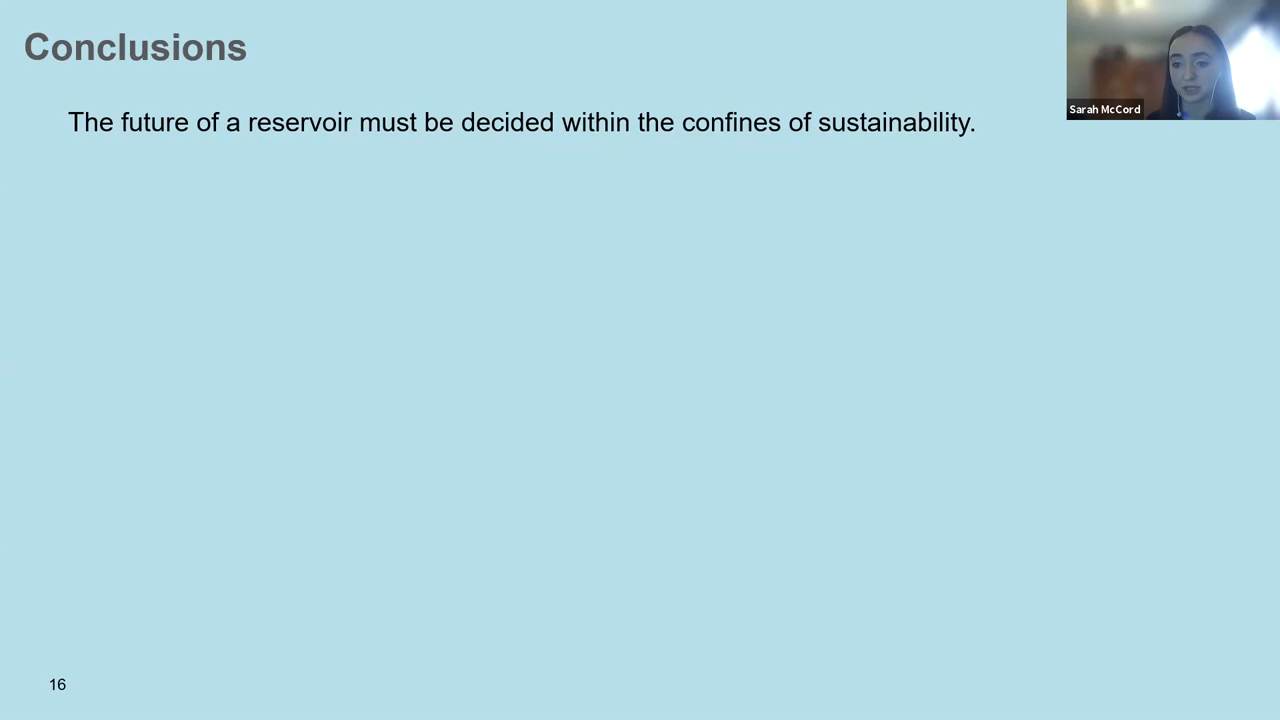 Conclusions
The future of a reservoir must be decided within the confines of sustainability.
Sarah McCord
16